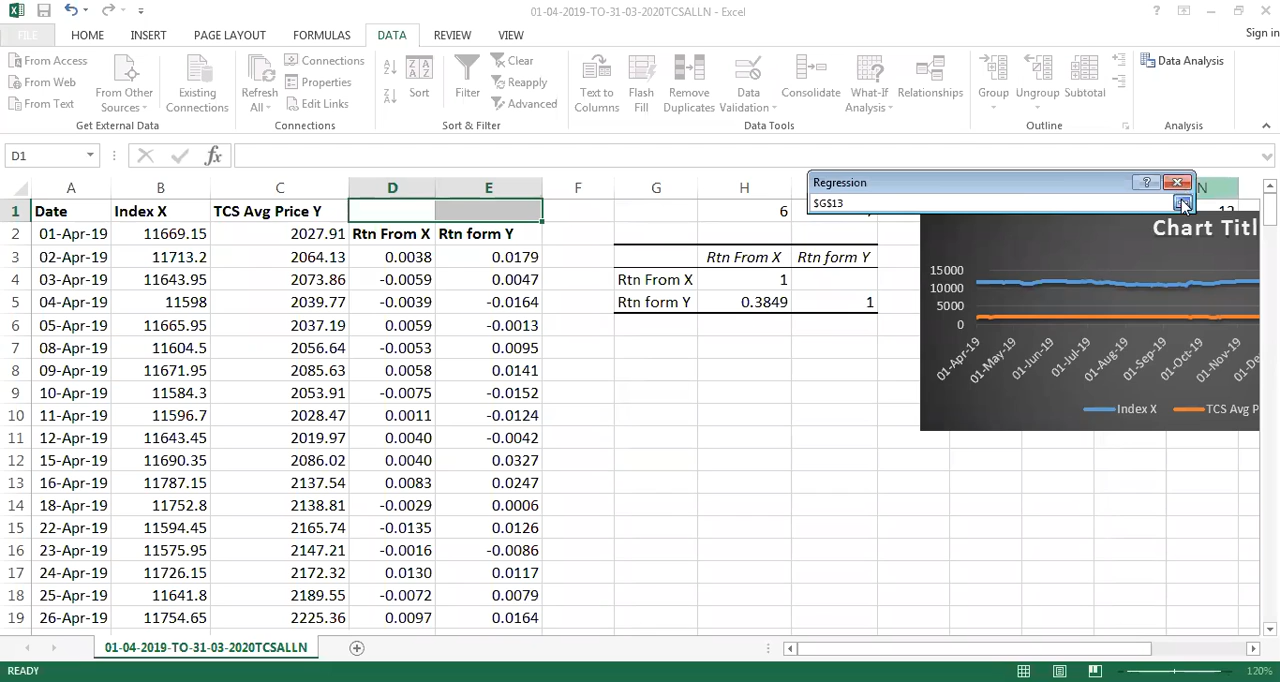 01-04-2019-TO-31-03-2020TCSALLN - Excel
Sign in
FILE HOME INSERT PAGE LAYOUT FORMULAS DATA REVIEW VIEW
From Access
From Web
From Text
From Other Sources
Existing Connections
Get External Data
Refresh All
Connections
Properties
Edit Links
Connections
Sort
Filter
Clear
Reapply
Advanced
Sort & Filter
Text to Columns
Flash Fill
Remove Duplicates
Data Validation
Consolidate
What-If Analysis
Relationships
Data Tools
Group
Ungroup
Subtotal
Outline
Data Analysis
Analysis
D1
fx
Regression
$G$13
A B C D E F G H N
1 Date Index X TCS Avg Price Y 6
2 01-Apr-19 11669.15 2027.91 Rtn From X Rtn form Y
3 02-Apr-19 11713.2 2064.13 0.0038 0.0179 Rtn From X Rtn form Y
4 03-Apr-19 11643.95 2073.86 -0.0059 0.0047 Rtn From X 1
5 04-Apr-19 11598 2039.77 -0.0039 -0.0164 Rtn form Y 0.3849 1
6 05-Apr-19 11665.95 2037.19 0.0059 -0.0013
7 08-Apr-19 11604.5 2056.64 -0.0053 0.0095
8 09-Apr-19 11671.95 2085.63 0.0058 0.0141
9 10-Apr-19 11584.3 2053.91 -0.0075 -0.0152
10 11-Apr-19 11596.7 2028.47 0.0011 -0.0124
11 12-Apr-19 11643.45 2019.97 0.0040 -0.0042
12 15-Apr-19 11690.35 2086.02 0.0040 0.0327
13 16-Apr-19 11787.15 2137.54 0.0083 0.0247
14 18-Apr-19 11752.8 2138.81 -0.0029 0.0006
15 22-Apr-19 11594.45 2165.74 -0.0135 0.0126
16 23-Apr-19 11575.95 2147.21 -0.0016 -0.0086
17 24-Apr-19 11726.15 2172.32 0.0130 0.0117
18 25-Apr-19 11641.8 2189.55 -0.0072 0.0079
19 26-Apr-19 11754.65 2225.36 0.0097 0.0164
Chart Titl
15000
10000
5000
0
01-Apr-19 01-May-19 01-Jun-19 01-Jul-19 01-Aug-19 01-Sep-19 01-Oct-19 01-Nov-19 01-De
Index X TCS Avg P
01-04-2019-TO-31-03-2020TCSALLN
READY
120%